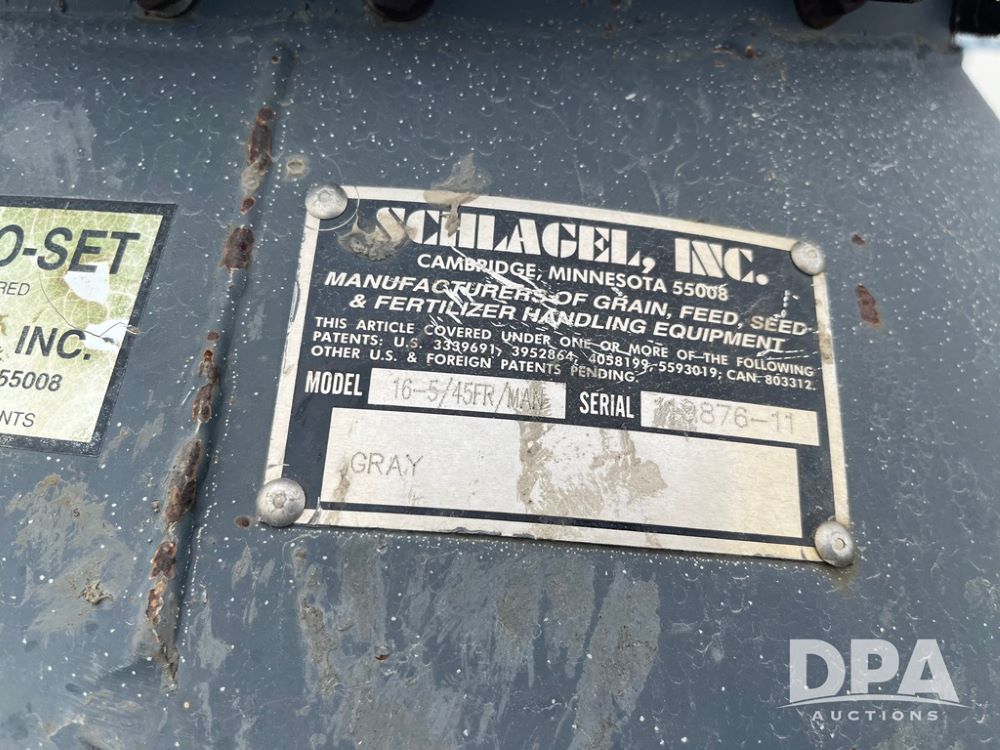 O-SET
RED
INC.
55008
NTS
SCHLAGEL, INC.
CAMBRIDGE, MINNESOTA 55008
MANUFACTURERS OF GRAIN, FEED, SEED
& FERTILIZER HANDLING EQUIPMENT
THIS ARTICLE COVERED UNDER ONE OR MORE OF THE FOLLOWING
PATENTS: U.S. 3339691, 3952864, 4058199, 5593019; CAN. 803312.
OTHER U.S. & FOREIGN PATENTS PENDING.
MODEL 16-5/45FR/MAN SERIAL
GRAY
DPA
AUCTIONS